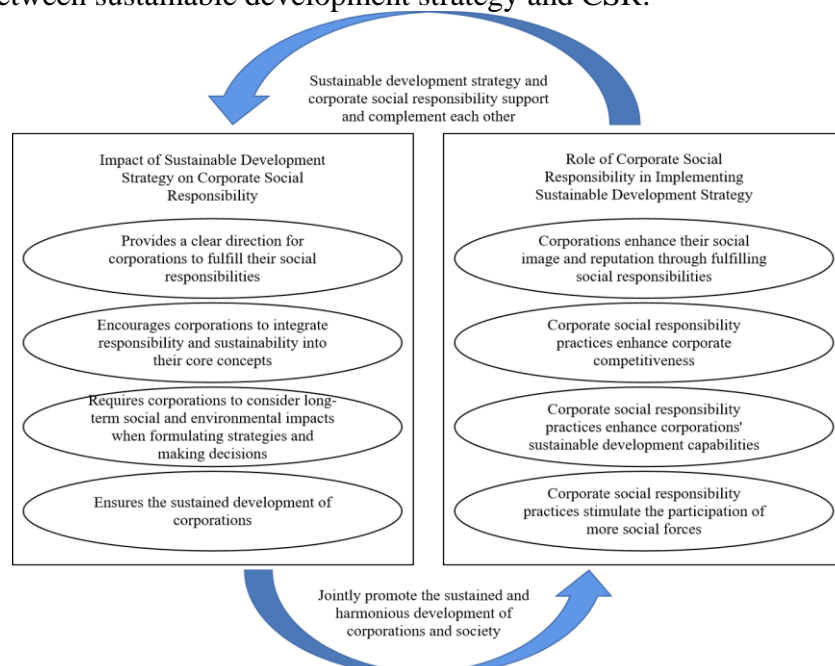 between sustainable development strategy and CSR.
Sustainable development strategy and
corporate social responsibility support
and complement each other
Impact of Sustainable Development
Strategy on Corporate Social
Responsibility
Provides a clear direction for
corporations to fulfill their social
responsibilities
Encourages corporations to integrate
responsibility and sustainability into
their core concepts
Requires corporations to consider long-
term social and environmental impacts
when formulating strategies and
making decisions
Ensures the sustained development of
corporations
Role of Corporate Social
Responsibility in Implementing
Sustainable Development Strategy
Corporations enhance their social
image and reputation through fulfilling
social responsibilities
Corporate social responsibility
practices enhance corporate
competitiveness
Corporate social responsibility
practices enhance corporations'
sustainable development capabilities
Corporate social responsibility
practices stimulate the participation of
more social forces
Jointly promote the sustained and
harmonious development of
corporations and society